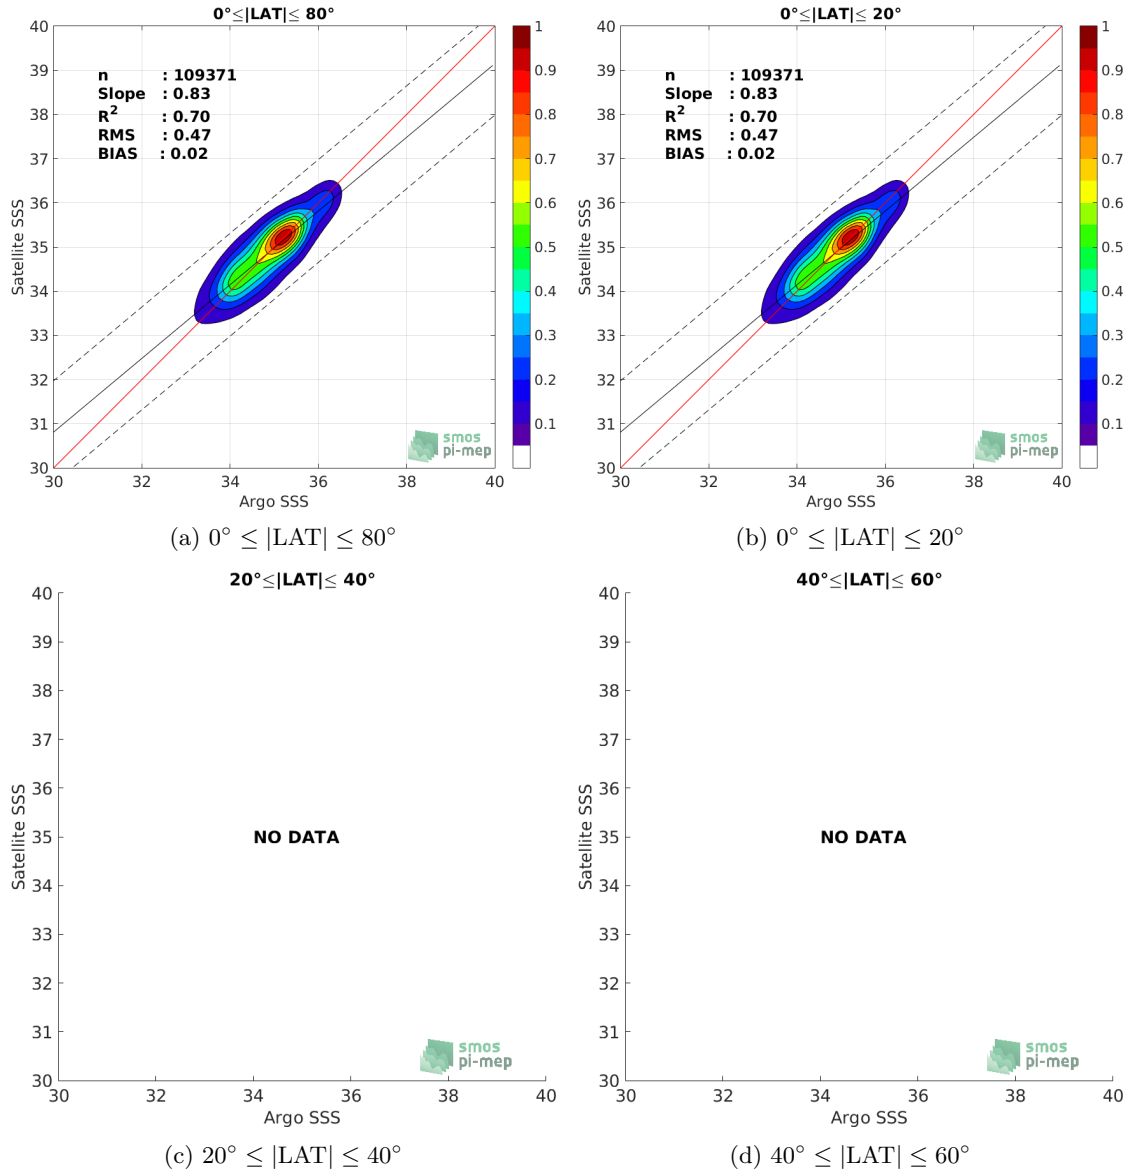 0°≤|LAT|≤ 80°
40
39
38
37
36
35
34
33
32
31
30
Satellite SSS
n : 109371
Slope : 0.83
R² : 0.70
RMS : 0.47
BIAS : 0.02
smos
pi-mep
30 32 34 36 38 40
Argo SSS
1
0.9
0.8
0.7
0.6
0.5
0.4
0.3
0.2
0.1
(a) 0° ≤ |LAT| ≤ 80°
0°≤|LAT|≤ 20°
40
39
38
37
36
35
34
33
32
31
30
Satellite SSS
n : 109371
Slope : 0.83
R² : 0.70
RMS : 0.47
BIAS : 0.02
smos
pi-mep
30 32 34 36 38 40
Argo SSS
1
0.9
0.8
0.7
0.6
0.5
0.4
0.3
0.2
0.1
(b) 0° ≤ |LAT| ≤ 20°
20°≤|LAT|≤ 40°
40
39
38
37
36
35
34
33
32
31
30
Satellite SSS
NO DATA
smos
pi-mep
30 32 34 36 38 40
Argo SSS
(c) 20° ≤ |LAT| ≤ 40°
40°≤|LAT|≤ 60°
40
39
38
37
36
35
34
33
32
31
30
Satellite SSS
NO DATA
smos
pi-mep
30 32 34 36 38 40
Argo SSS
(d) 40° ≤ |LAT| ≤ 60°